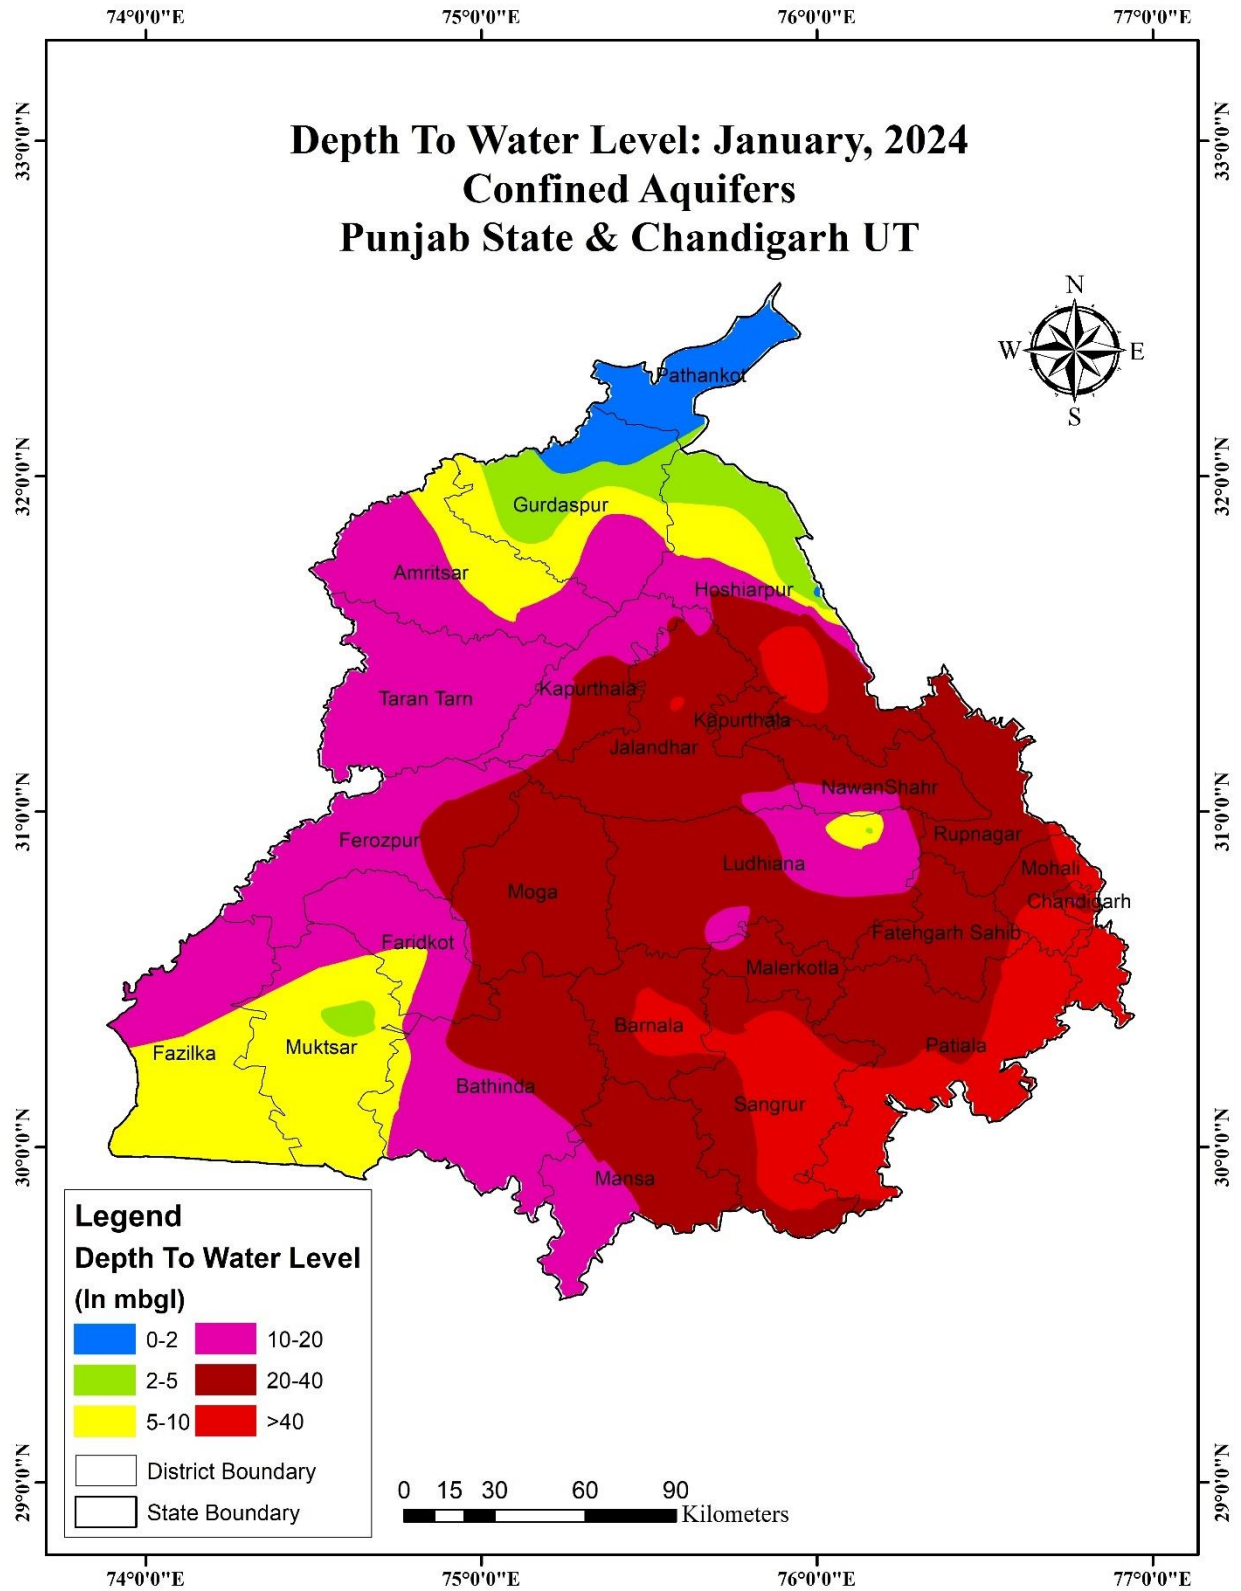 74°0'0"E 75°0'0"E 76°0'0"E 77°0'0"E
33°0'0"N 33°0'0"N
Depth To Water Level: January, 2024
Confined Aquifers
Punjab State & Chandigarh UT
N
W E
S
Pathankot
32°0'0"N 32°0'0"N
Gurdaspur
Amritsar
Hoshiarpur
Taran Tarn
Kapurthala
Kapurthala
Jalandhar
NawanShahr
31°0'0"N 31°0'0"N
Ferozpur
Rupnagar
Ludhiana
Mohali
Moga
Chandigarh
Faridkot
Fatehgarh Sahib
Malerkotla
Barnala
Fazilka
Muktsar
Patiala
Bathinda
Sangrur
30°0'0"N 30°0'0"N
Mansa
Legend
Depth To Water Level
(In mbgl)
0-2 10-20
2-5 20-40
5-10 >40
District Boundary
State Boundary
29°0'0"N 29°0'0"N
0 15 30 60 90
Kilometers
74°0'0"E 75°0'0"E 76°0'0"E 77°0'0"E